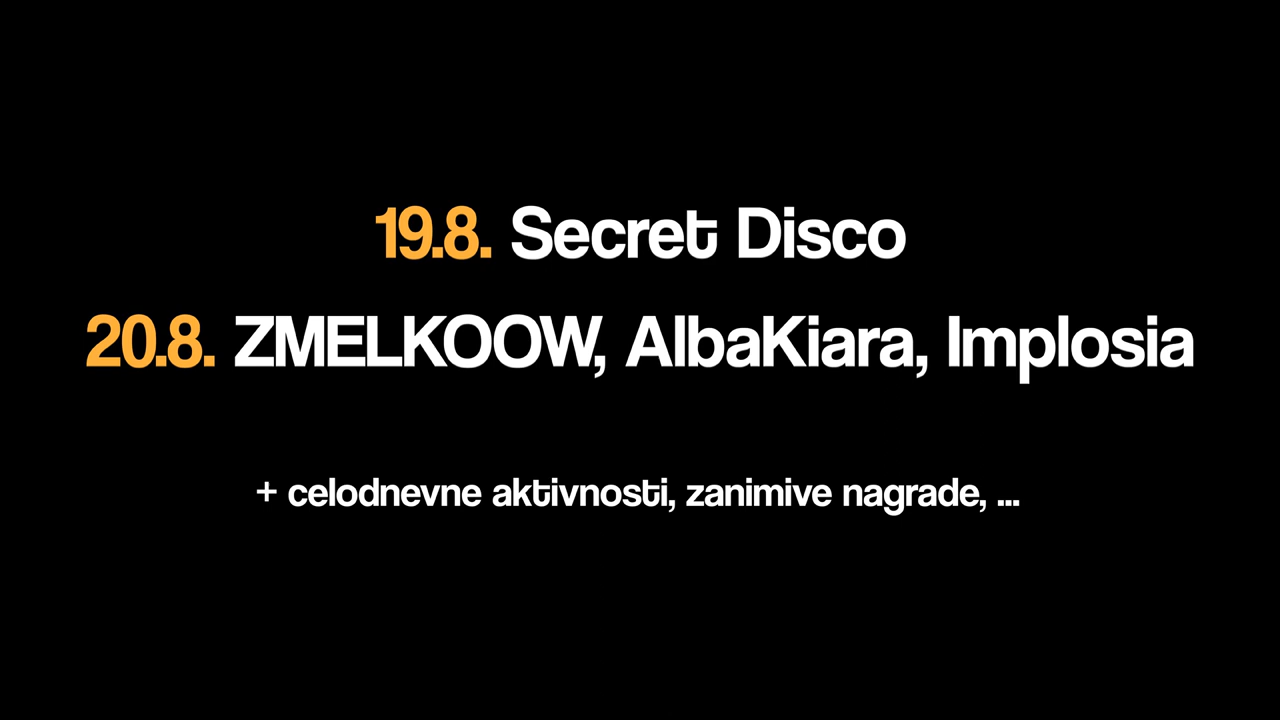 19.8. Secret Disco
20.8. ZMELKOOW, AlbaKiara, Implosia
+ celodnevne aktivnosti, zanimive nagrade, ...